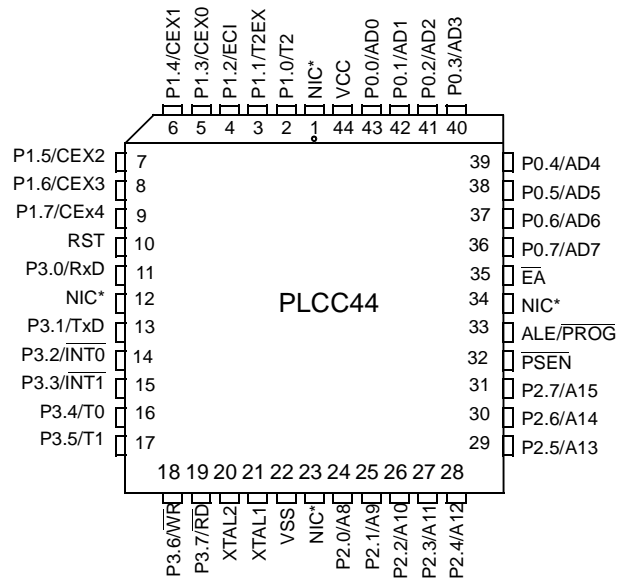 P1.4/CEX1
P1.3/CEX0
P1.2/ECI
P1.1/T2EX
P1.0/T2
NIC*
VCC
P0.0/AD0
P0.1/AD1
P0.2/AD2
P0.3/AD3
6 5 4 3 2 1 44 43 42 41 40
P1.5/CEX2 7 39 P0.4/AD4
P1.6/CEX3 8 38 P0.5/AD5
P1.7/CEx4 9 37 P0.6/AD6
RST 10 36 P0.7/AD7
P3.0/RxD 11 35 E̅A̅
NIC* 12 34 NIC*
PLCC44
P3.1/TxD 13 33 ALE/P̅R̅O̅G̅
P3.2/I̅N̅T̅0̅ 14 32 P̅S̅E̅N̅
P3.3/I̅N̅T̅1̅ 15 31 P2.7/A15
P3.4/T0 16 30 P2.6/A14
P3.5/T1 17 29 P2.5/A13
18 19 20 21 22 23 24 25 26 27 28
P3.6/W̅R̅
P3.7/R̅D̅
XTAL2
XTAL1
VSS
NIC*
P2.0/A8
P2.1/A9
P2.2/A10
P2.3/A11
P2.4/A12